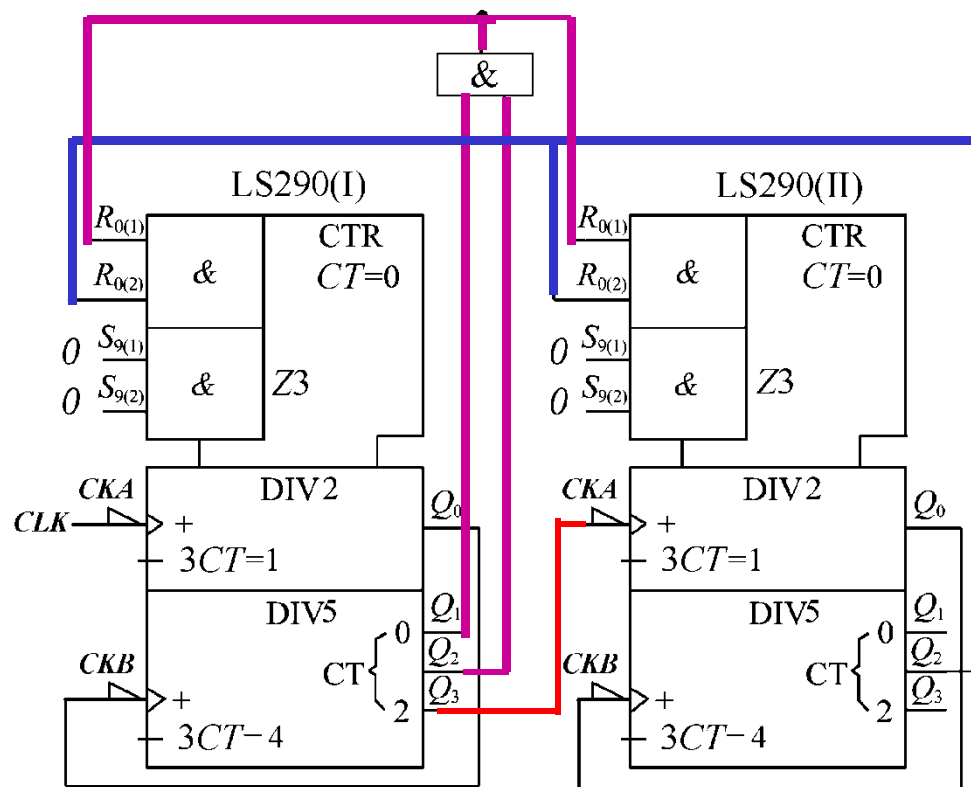 &
LS290(I)
R0(1)
CTR
R0(2)
&
CT=0
0 S9(1)
0 S9(2)
&
Z3
CKA
DIV2
Q0
CLK
+
3CT=1
DIV5
Q1
0
CKB
CT
Q2
+
2
Q3
3CT-4
LS290(II)
R0(1)
CTR
R0(2)
&
CT=0
0 S9(1)
0 S9(2)
&
Z3
CKA
DIV2
Q0
+
3CT=1
DIV5
Q1
0
CKB
CT
Q2
+
2
Q3
3CT-4